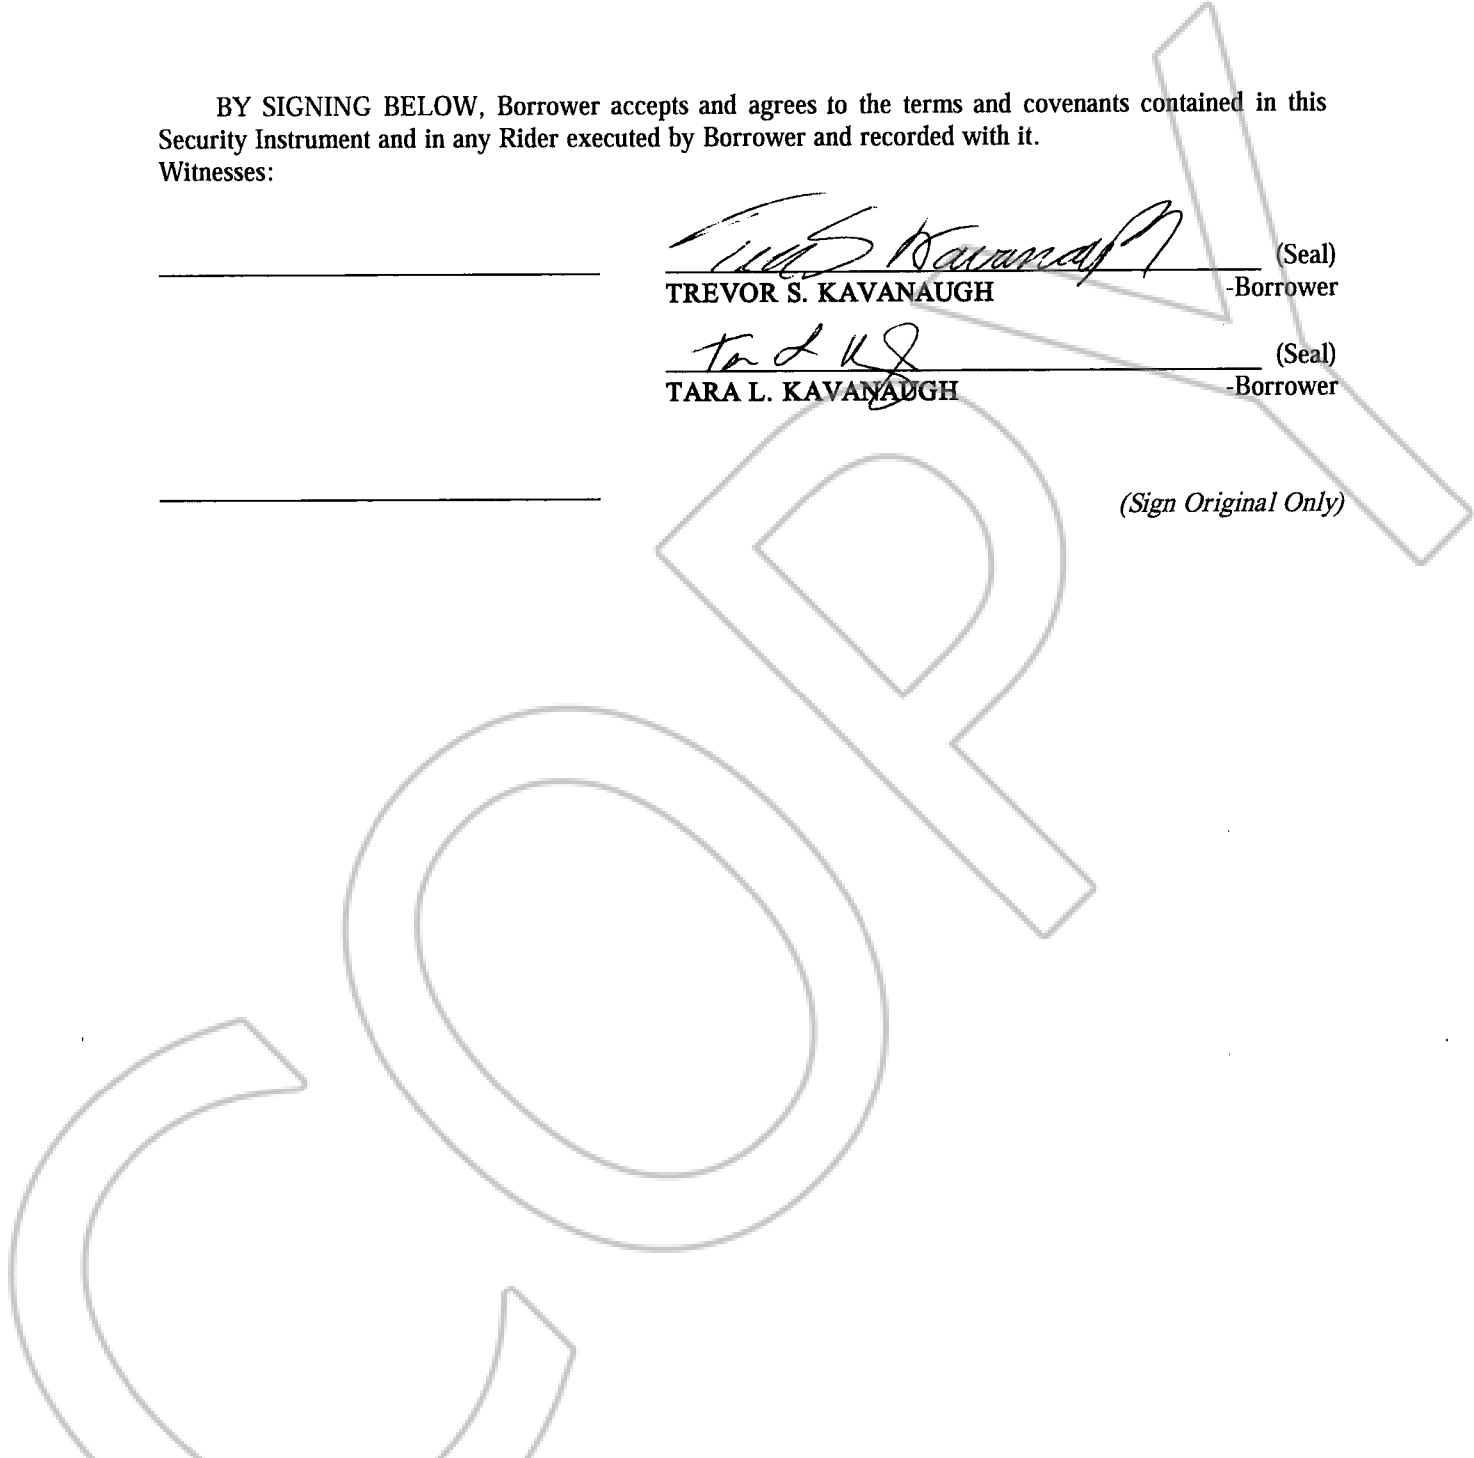 BY SIGNING BELOW, Borrower accepts and agrees to the terms and covenants contained in this
Security Instrument and in any Rider executed by Borrower and recorded with it.
Witnesses:
(Seal)
TREVOR S. KAVANAUGH -Borrower
(Seal)
TARA L. KAVANAUGH -Borrower
(Sign Original Only)
COPY